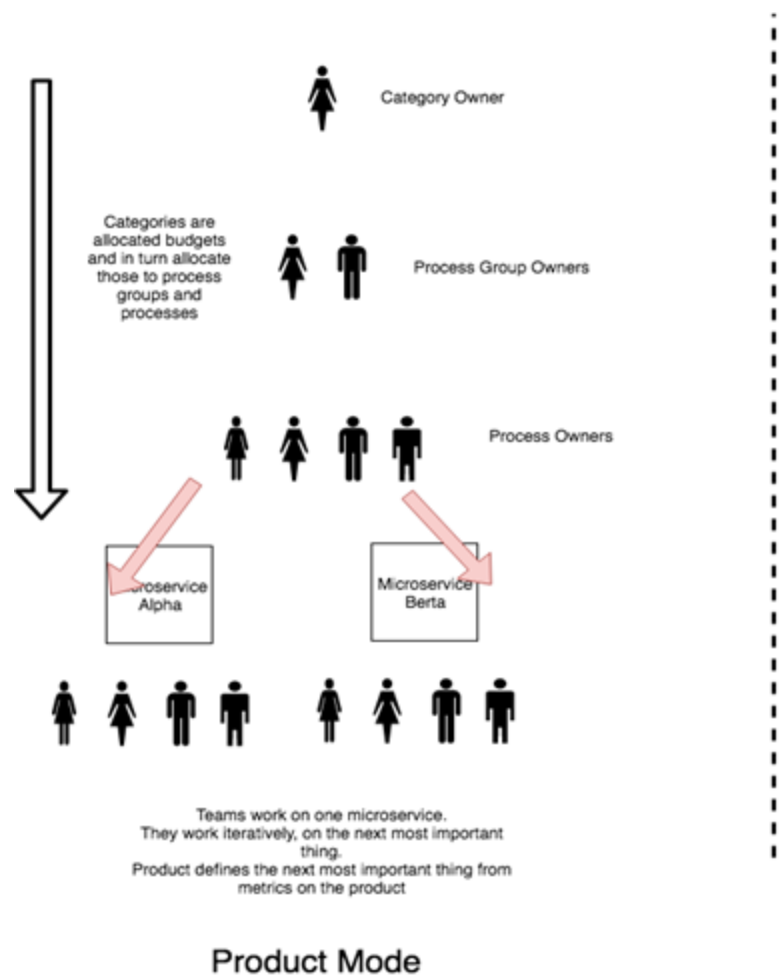 Category Owner
Categories are
allocated budgets
and in turn allocate
those to process
groups and
processes
Process Group Owners
Process Owners
croservice
Alpha
Microservice
Berta
Teams work on one microservice.
They work iteratively, on the next most important
thing.
Product defines the next most important thing from
metrics on the product
Product Mode